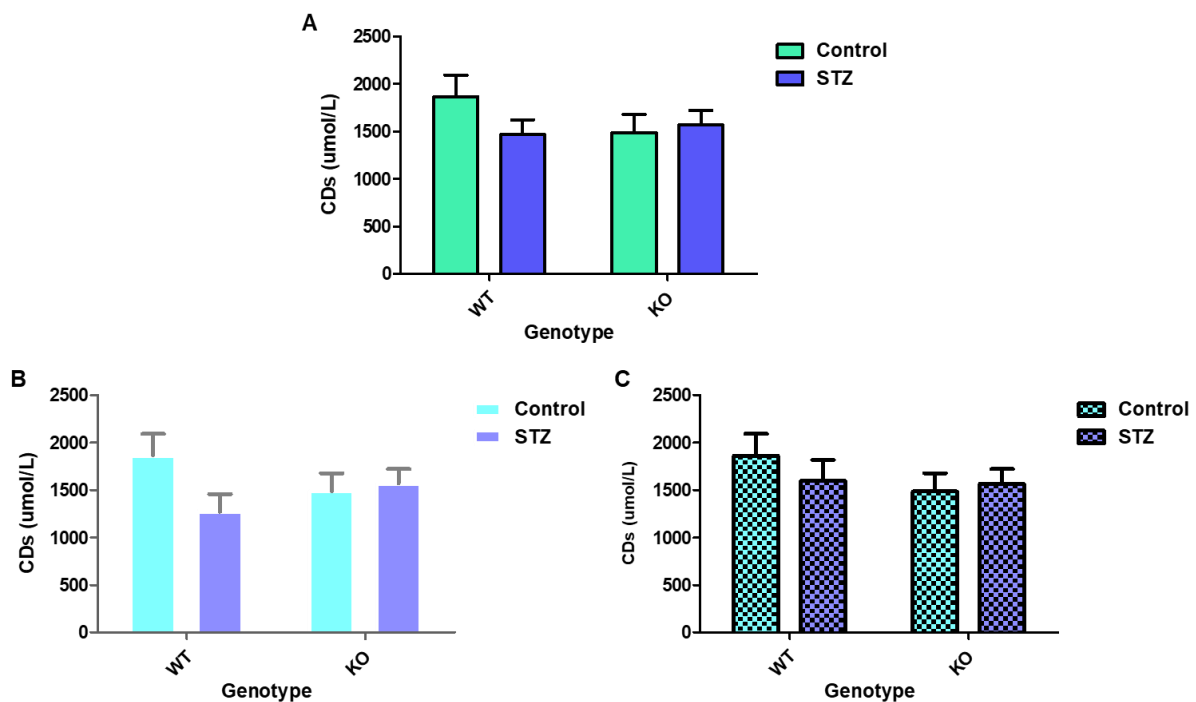 A
CDs (umol/L)
2500
2000
1500
1000
500
0
WT
KO
Genotype
Control
STZ
B
CDs (umol/L)
2500
2000
1500
1000
500
0
WT
KO
Genotype
Control
STZ
C
CDs (umol/L)
2500
2000
1500
1000
500
0
WT
KO
Genotype
Control
STZ